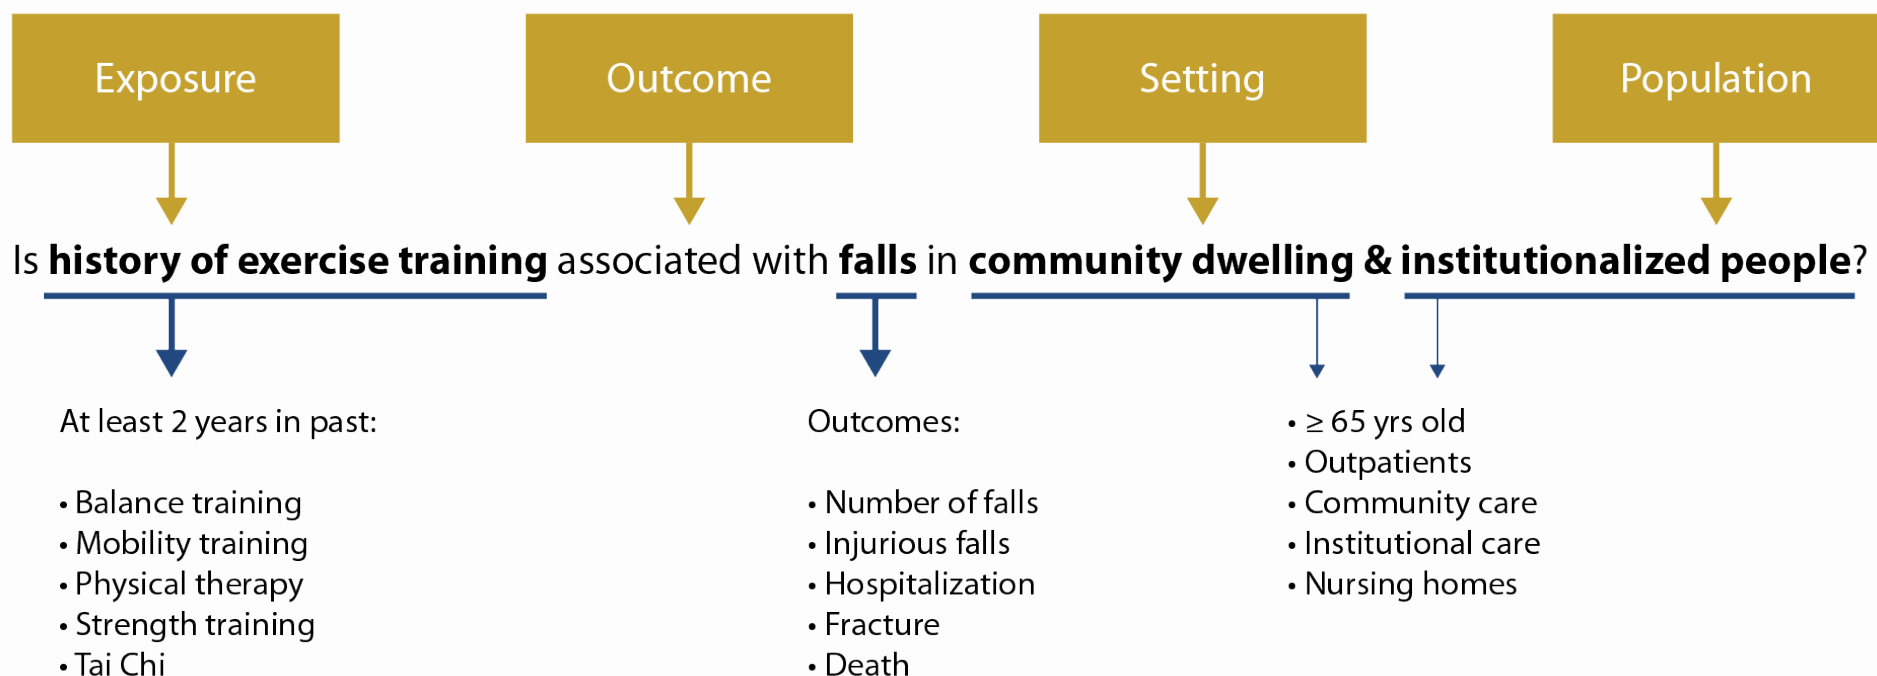 Exposure
Outcome
Setting
Population
Is history of exercise training associated with falls in community dwelling & institutionalized people?
At least 2 years in past:
• Balance training
• Mobility training
• Physical therapy
• Strength training
• Tai Chi
Outcomes:
• Number of falls
• Injurious falls
• Hospitalization
• Fracture
• Death
• ≥ 65 yrs old
• Outpatients
• Community care
• Institutional care
• Nursing homes